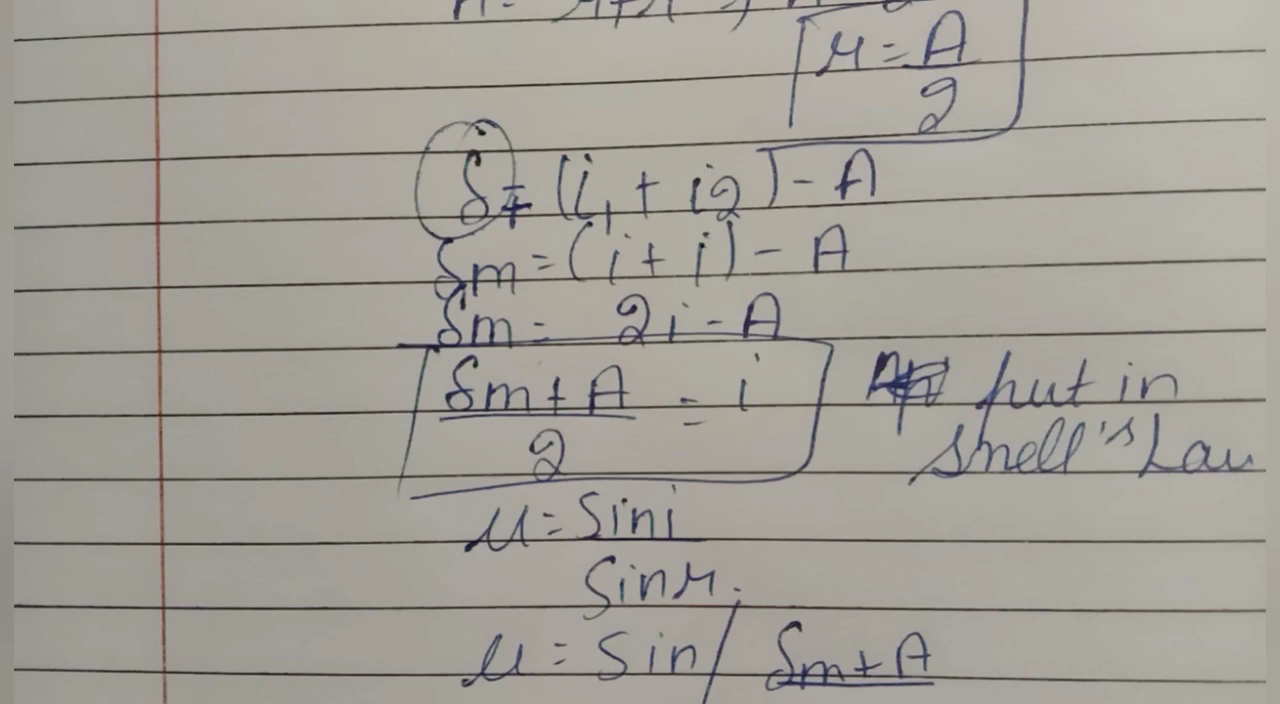 r = A/2
δ = (i1 + i2) - A
δm = (i + i) - A
δm = 2i - A
δm + A / 2 = i put in
Snell's Law
μ = Sin i
Sin r.
μ = Sin ( δm + A